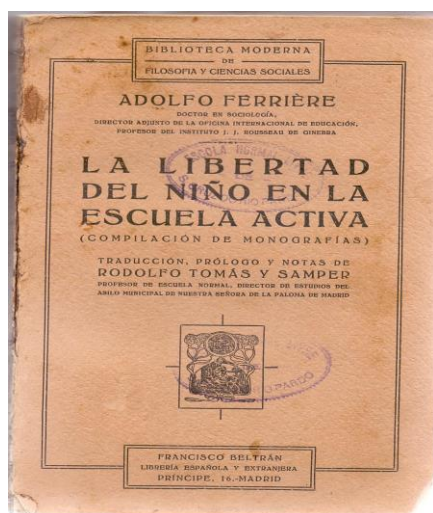 BIBLIOTECA MODERNA
DE
FILOSOFIA Y CIENCIAS SOCIALES
ADOLFO FERRIÈRE
DOCTOR EN SOCIOLOGÍA,
DIRECTOR ADJUNTO DE LA OFICINA INTERNACIONAL DE EDUCACIÓN,
PROFESOR DEL INSTITUTO J. J. ROUSSEAU DE GINEBRA
LA LIBERTAD
DEL NIÑO EN LA
ESCUELA ACTIVA
(COMPILACIÓN DE MONOGRAFÍAS)
TRADUCCIÓN, PRÓLOGO Y NOTAS DE
RODOLFO TOMÁS Y SAMPER
PROFESOR DE ESCUELA NORMAL, DIRECTOR DE ESTUDIOS DEL
ASILO MUNICIPAL DE NUESTRA SEÑORA DE LA PALOMA DE MADRID
PARDO
FRANCISCO BELTRÁN
LIBRERÍA ESPAÑOLA Y EXTRANJERA
PRÍNCIPE, 16.-MADRID